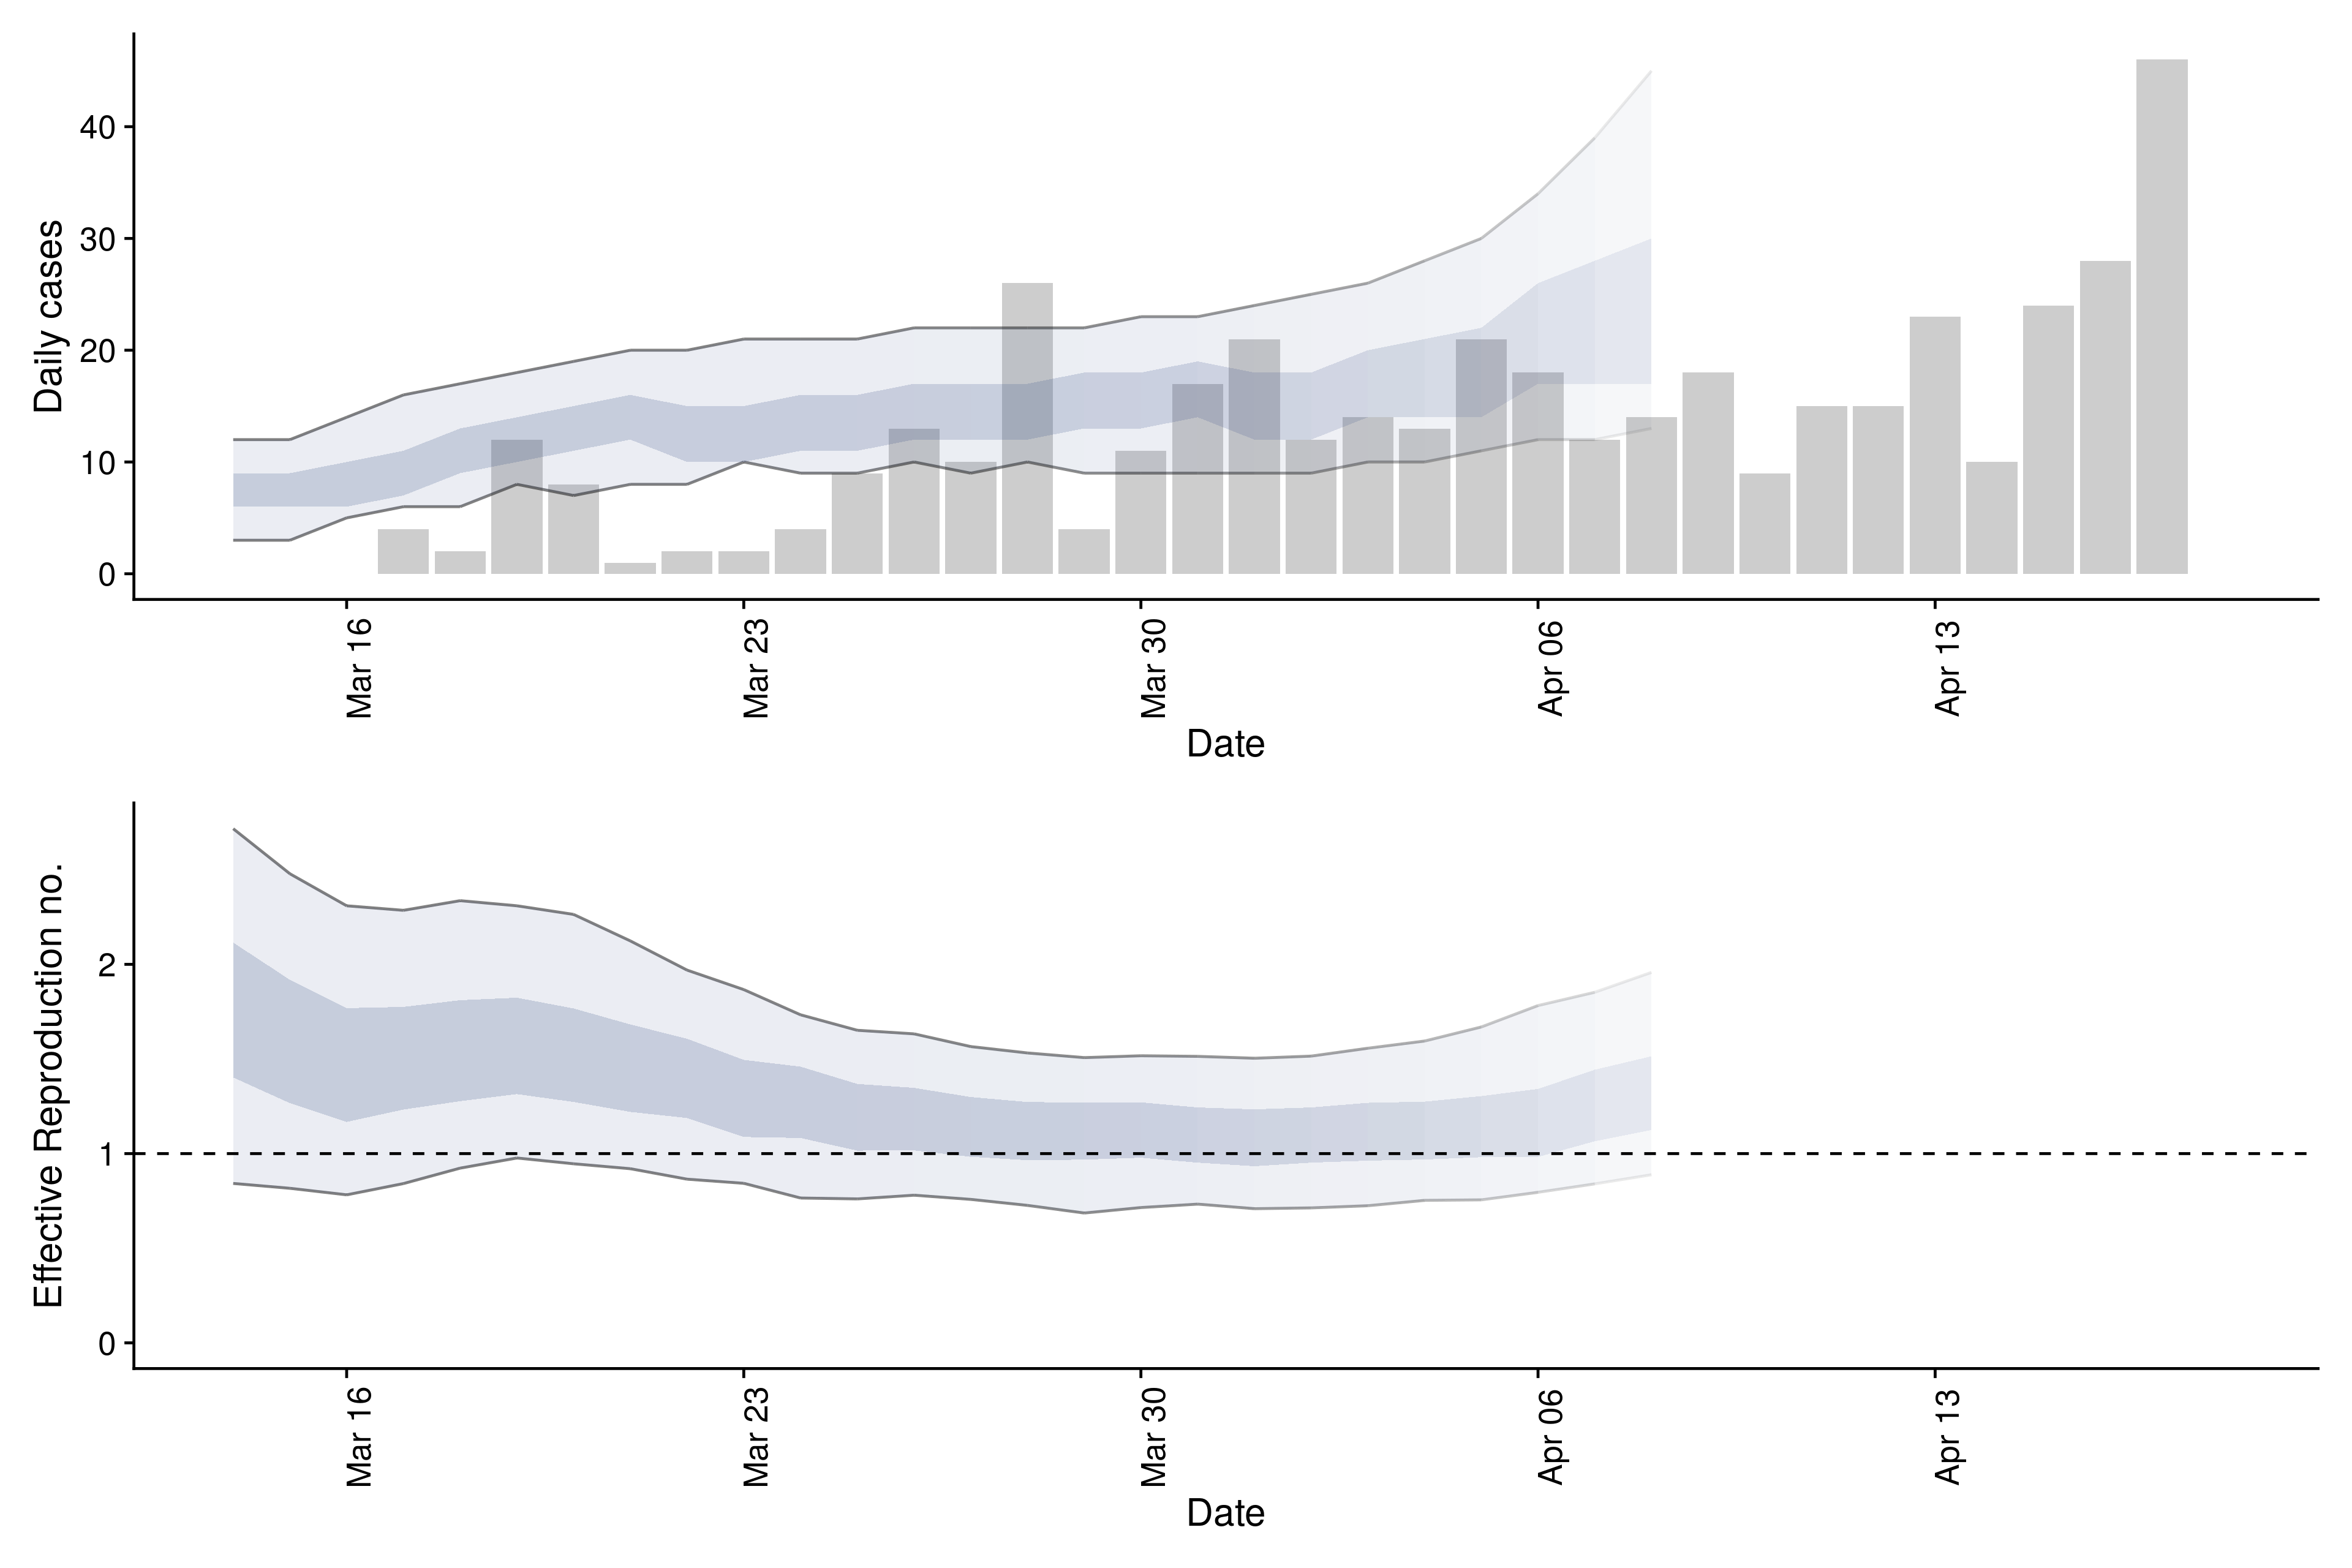 Daily cases
40
30
20
10
0
Mar 16
Mar 23
Mar 30
Apr 06
Apr 13
Date
Effective Reproduction no.
2
1
0
Mar 16
Mar 23
Mar 30
Apr 06
Apr 13
Date